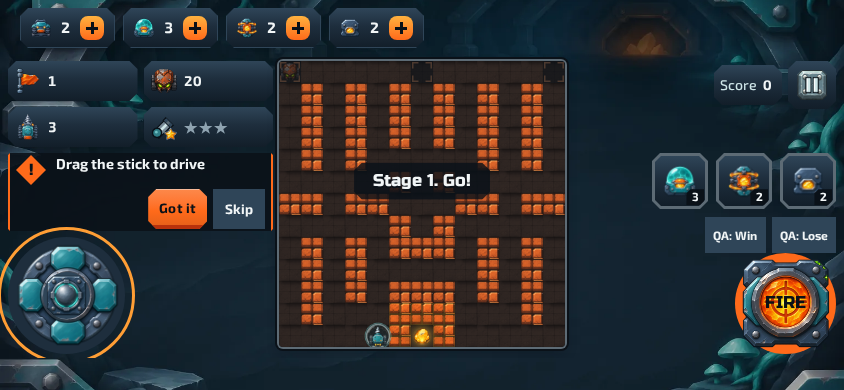 2
3
2
2
1
20
Score 0
3
Drag the stick to drive
Got it
Skip
Stage 1. Go!
3
2
2
QA: Win
QA: Lose
FIRE